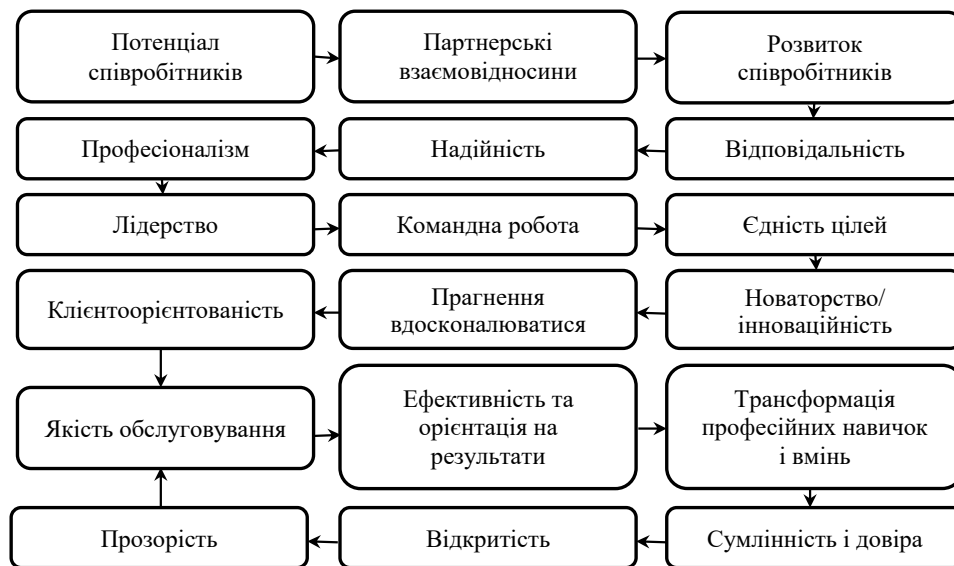 Потенціал
співробітників
Партнерські
взаємовідносини
Розвиток
співробітників
Професіоналізм
Надійність
Відповідальність
Лідерство
Командна робота
Єдність цілей
Клієнтоорієнтованість
Прагнення
вдосконалюватися
Новаторство/
інноваційність
Якість обслуговування
Ефективність та
орієнтація на
результати
Трансформація
професійних навичок
і вмінь
Прозорість
Відкритість
Сумлінність і довіра